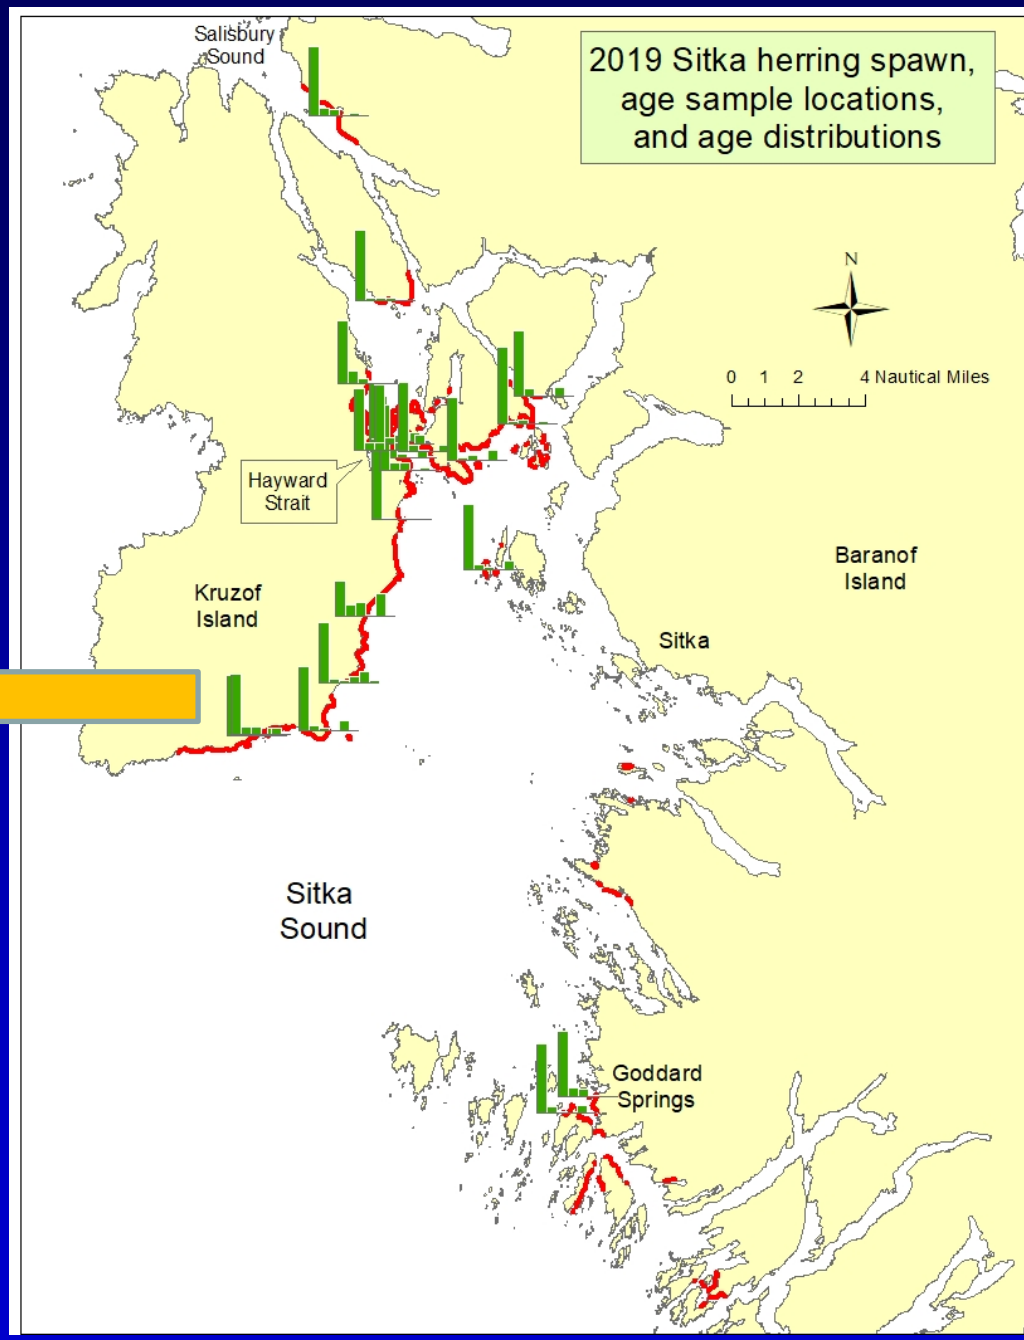 Salisbury
Sound
2019 Sitka herring spawn,
age sample locations,
and age distributions
N
0 1 2 4 Nautical Miles
Hayward
Strait
Baranof
Island
Kruzof
Island
Sitka
Sitka
Sound
Goddard
Springs